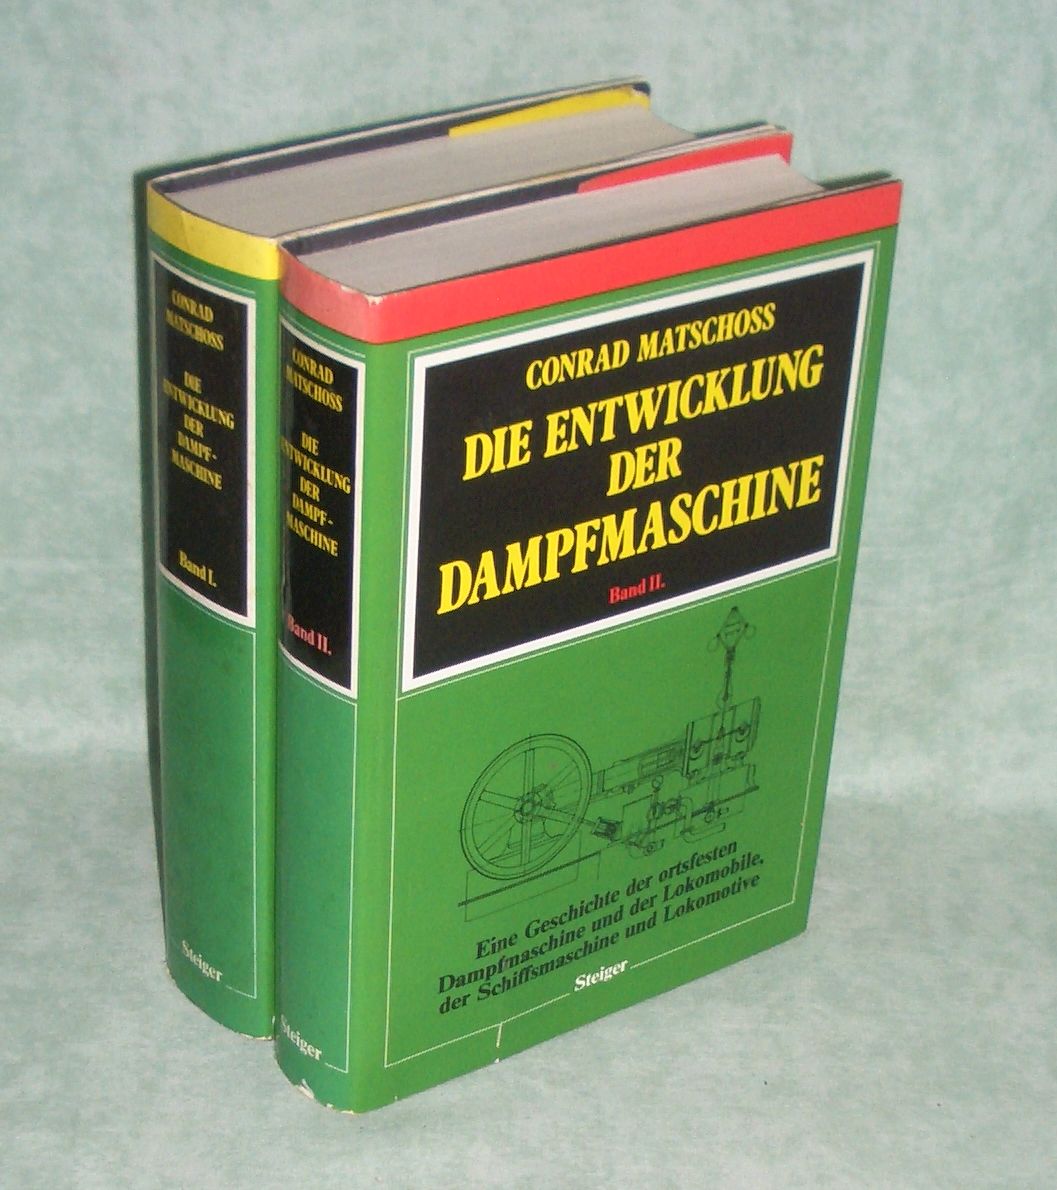 CONRAD
MATSCHOSS
DIE
ENTWICKLUNG
DER
DAMPF-
MASCHINE
Band I.
Steiger
CONRAD
MATSCHOSS
DIE
ENTWICKLUNG
DER
DAMPF-
MASCHINE
Band II.
Steiger
CONRAD MATSCHOSS
DIE ENTWICKLUNG
DER
DAMPFMASCHINE
Band II.
Eine Geschichte der ortsfesten
Dampfmaschine und der Lokomobile,
der Schiffsmaschine und Lokomotive
Steiger